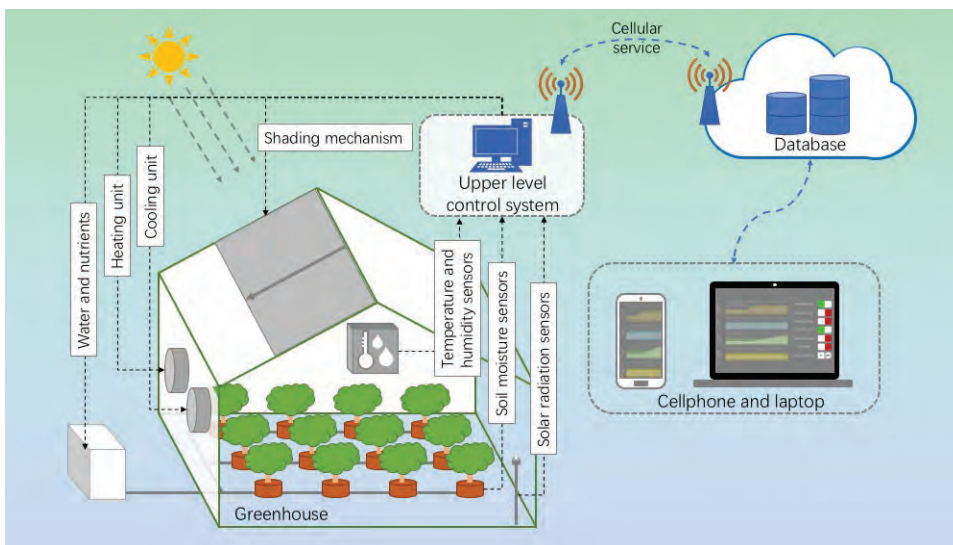 Cellular
service
Database
Shading mechanism
Upper level
control system
Water and nutrients
Heating unit
Cooling unit
Temperature and
humidity sensors
Soil moisture sensors
Solar radiation sensors
Cellphone and laptop
Greenhouse